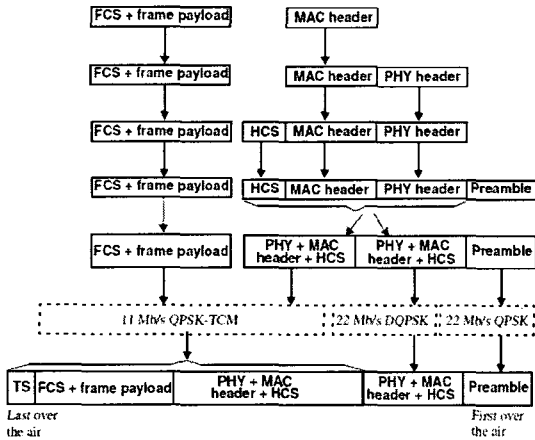 FCS + frame payload MAC header
FCS + frame payload MAC header PHY header
FCS + frame payload HCS MAC header PHY header
FCS + frame payload HCS MAC header PHY header Preamble
FCS + frame payload PHY + MAC header + HCS PHY + MAC header + HCS Preamble
11 Mb/s QPSK-TCM 22 Mb/s DQPSK 22 Mb/s QPSK
TS FCS + frame payload PHY + MAC header + HCS PHY + MAC header + HCS Preamble
Last over the air First over the air